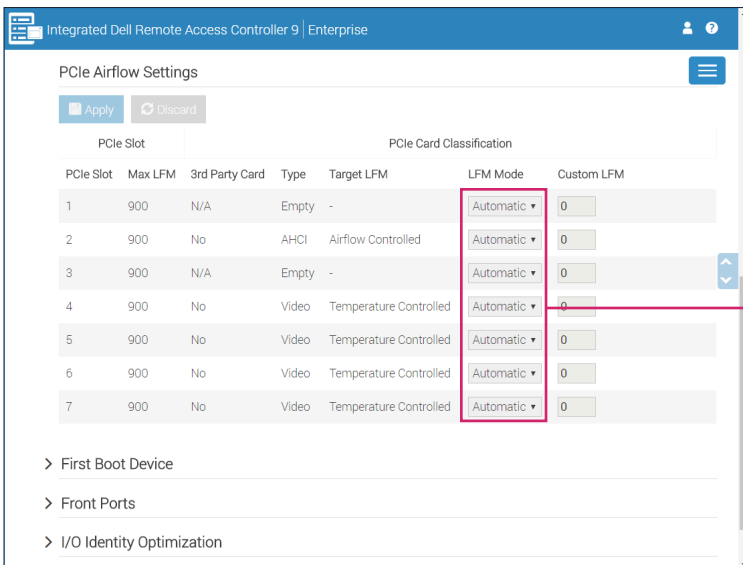 Integrated Dell Remote Access Controller 9 | Enterprise
PCIe Airflow Settings
Apply Discard
PCIe Slot PCIe Card Classification
PCIe Slot Max LFM 3rd Party Card Type Target LFM LFM Mode Custom LFM
1 900 N/A Empty - Automatic 0
2 900 No AHCI Airflow Controlled Automatic 0
3 900 N/A Empty - Automatic 0
4 900 No Video Temperature Controlled Automatic 0
5 900 No Video Temperature Controlled Automatic 0
6 900 No Video Temperature Controlled Automatic 0
7 900 No Video Temperature Controlled Automatic 0
First Boot Device
Front Ports
I/O Identity Optimization